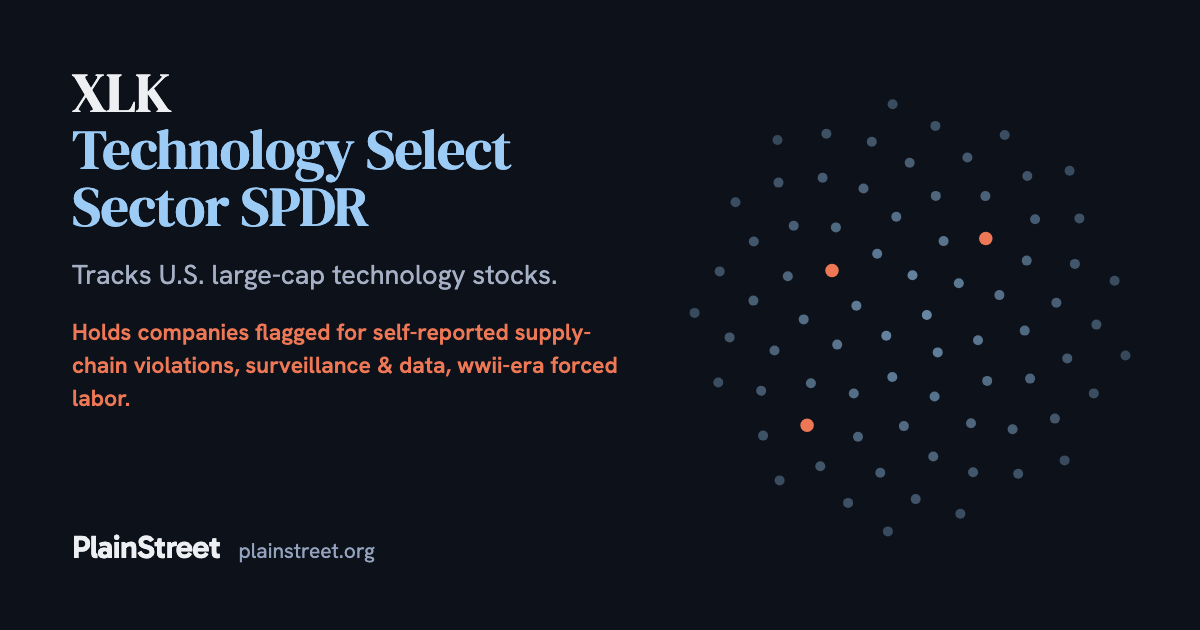 XLK
Technology Select
Sector SPDR
Tracks U.S. large-cap technology stocks.
Holds companies flagged for self-reported supply-
chain violations, surveillance & data, wwii-era forced
labor.
PlainStreet plainstreet.org